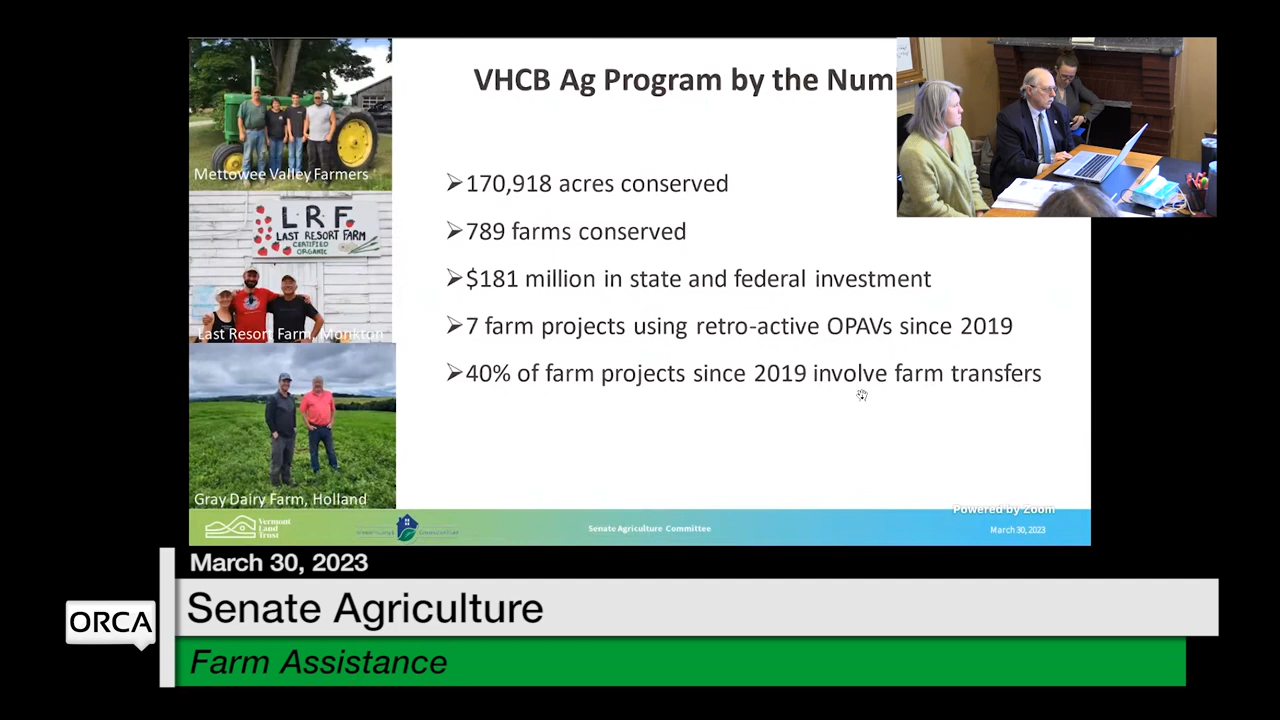 VHCB Ag Program by the Num
Mettowee Valley Farmers
➢170,918 acres conserved
LRF
LAST RESORT FARM
CERTIFIED
ORGANIC
➢789 farms conserved
➢$181 million in state and federal investment
➢7 farm projects using retro-active OPAVs since 2019
Last Resort Farm, Monkton
➢40% of farm projects since 2019 involve farm transfers
Gray Dairy Farm, Holland
Powered by Zoom
Vermont
Land
Trust
Senate Agriculture Committee
March 30, 2023
March 30, 2023
ORCA
Senate Agriculture
Farm Assistance